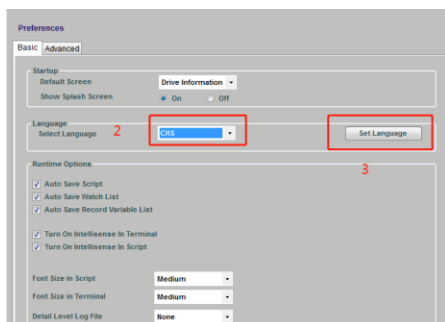 Preferences
Basic Advanced
Startup
Default Screen Drive Information
Show Splash Screen On Off
Language
Select Language 2 CHS Set Language
3
Runtime Options
Auto Save Script
Auto Save Watch List
Auto Save Record Variable List
Turn On Intellisense In Terminal
Turn On Intellisense In Script
Font Size in Script Medium
Font Size in Terminal Medium
Detail Level Log File None